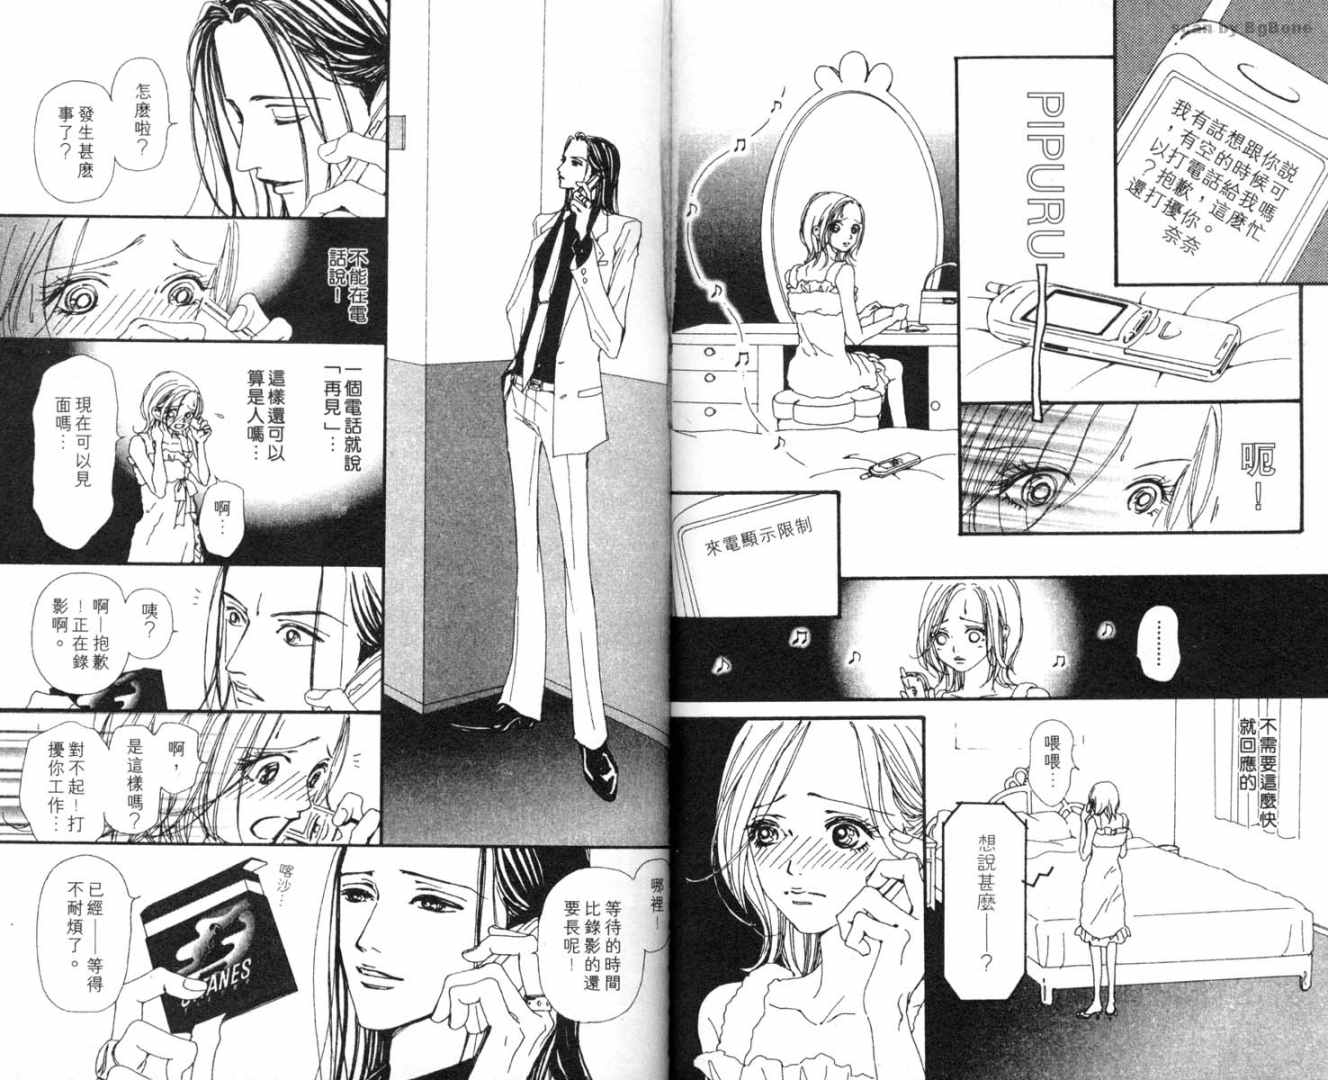 scan by BgBone
我有話想跟你説
，有空的時候可
以打電話給我嗎
？抱歉，這麼忙
還打擾你。
奈奈
PIPURU
呃！
來電顯示限制
⋯⋯⋯
不需要這麼快
就回應的—
喂喂…
想説甚麼——？
怎麼啦？
發生甚麼
事了？
不能在電
話說！
一個電話就說
「再見」…
這樣還可以
算是人嗎…
啊…
現在可以見
面嗎…
咦？
啊—抱歉
！正在錄
影啊。
啊，
是這樣嗎？
對不起！打
擾你工作…
哪裡—
等待的時間
比錄影的還
要長呢！
喀沙…
GITANES
已經——等得
不耐煩了。